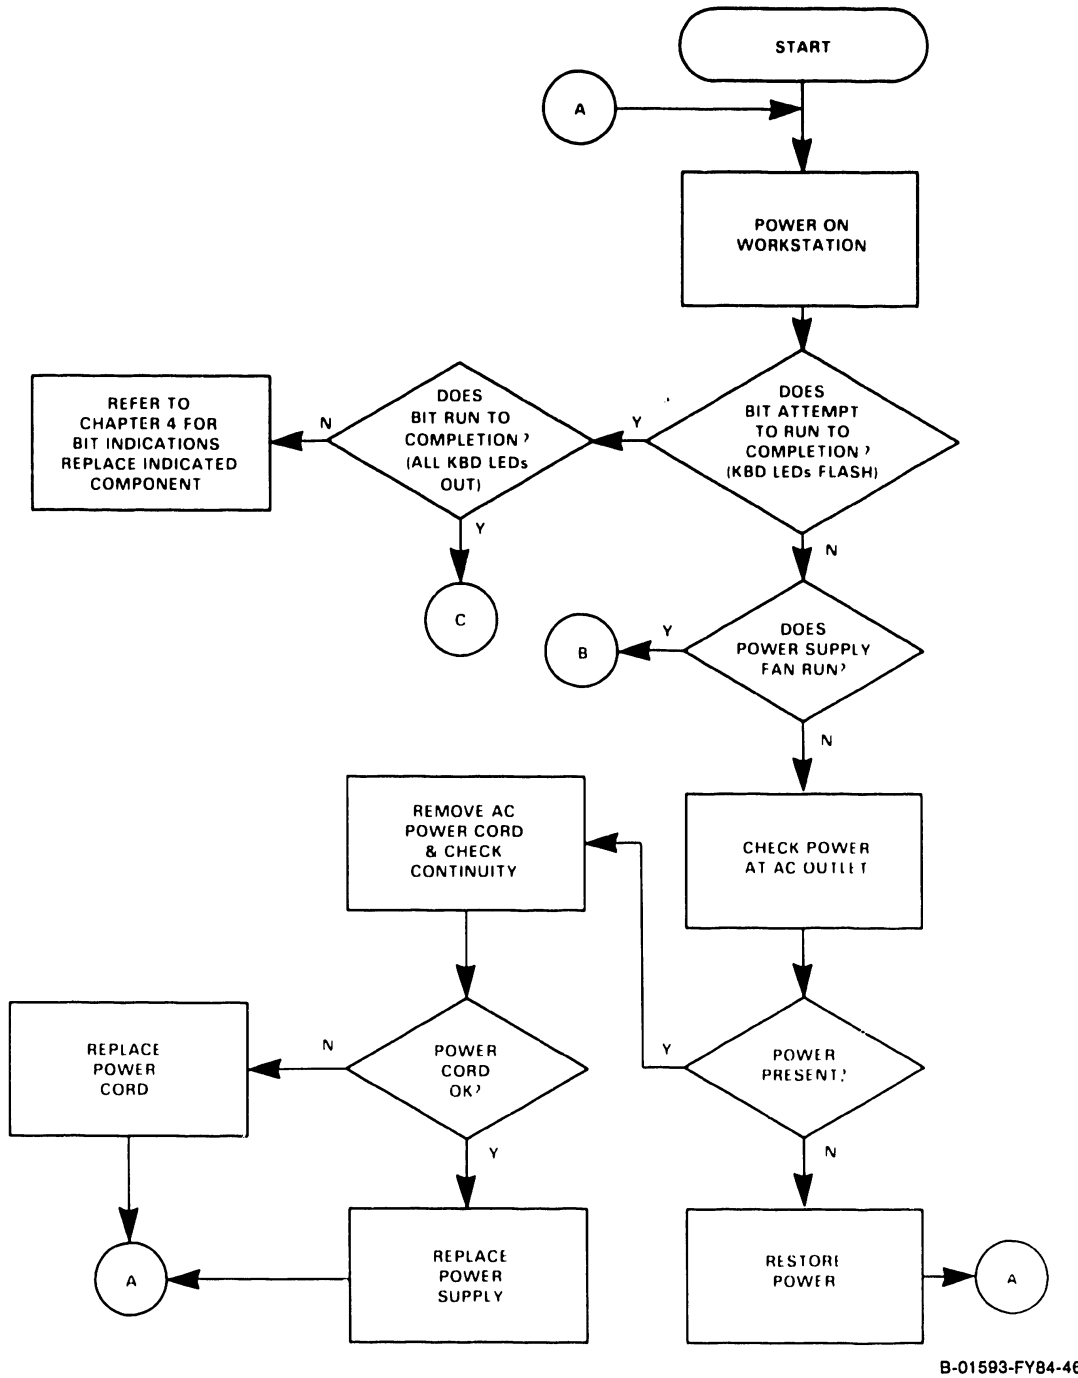 START
A
POWER ON
WORKSTATION
DOES
BIT ATTEMPT
TO RUN TO
COMPLETION?
(KBD LEDs FLASH)
Y
N
DOES
BIT RUN TO
COMPLETION?
(ALL KBD LEDs
OUT)
N
Y
REFER TO
CHAPTER 4 FOR
BIT INDICATIONS
REPLACE INDICATED
COMPONENT
C
DOES
POWER SUPPLY
FAN RUN?
Y
B
N
CHECK POWER
AT AC OUTLET
REMOVE AC
POWER CORD
& CHECK
CONTINUITY
POWER
PRESENT?
Y
N
POWER
CORD
OK?
N
Y
REPLACE
POWER
CORD
A
REPLACE
POWER
SUPPLY
RESTORE
POWER
A
B-01593-FY84-46